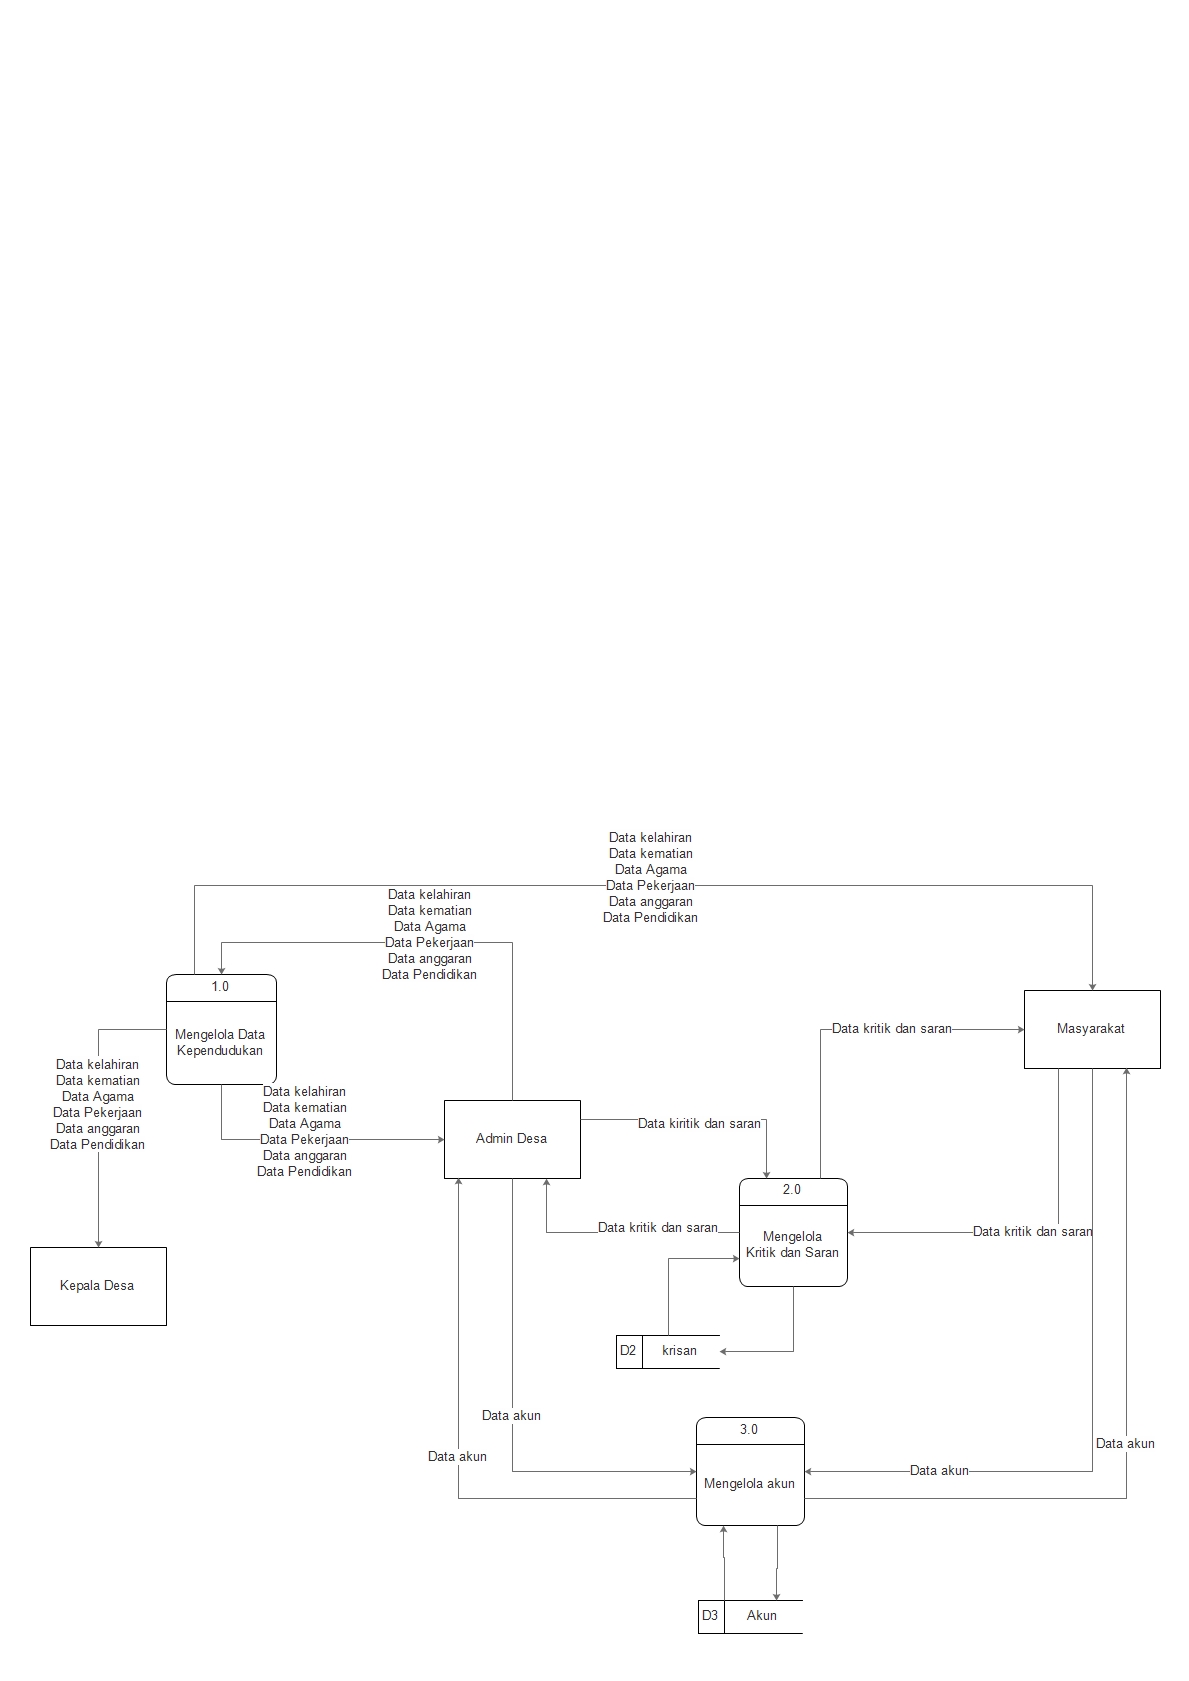 Data kelahiran
Data kematian
Data Agama
Data Pekerjaan
Data anggaran
Data Pendidikan
Data kelahiran
Data kematian
Data Agama
Data Pekerjaan
Data anggaran
Data Pendidikan
1.0
Mengelola Data
Kependudukan
Masyarakat
Data kritik dan saran
Data kelahiran
Data kematian
Data Agama
Data Pekerjaan
Data anggaran
Data Pendidikan
Data kelahiran
Data kematian
Data Agama
Data Pekerjaan
Data anggaran
Data Pendidikan
Admin Desa
Data kiritik dan saran
2.0
Mengelola
Kritik dan Saran
Data kritik dan saran
Data kritik dan saran
Kepala Desa
D2
krisan
Data akun
3.0
Mengelola akun
Data akun
Data akun
Data akun
D3
Akun